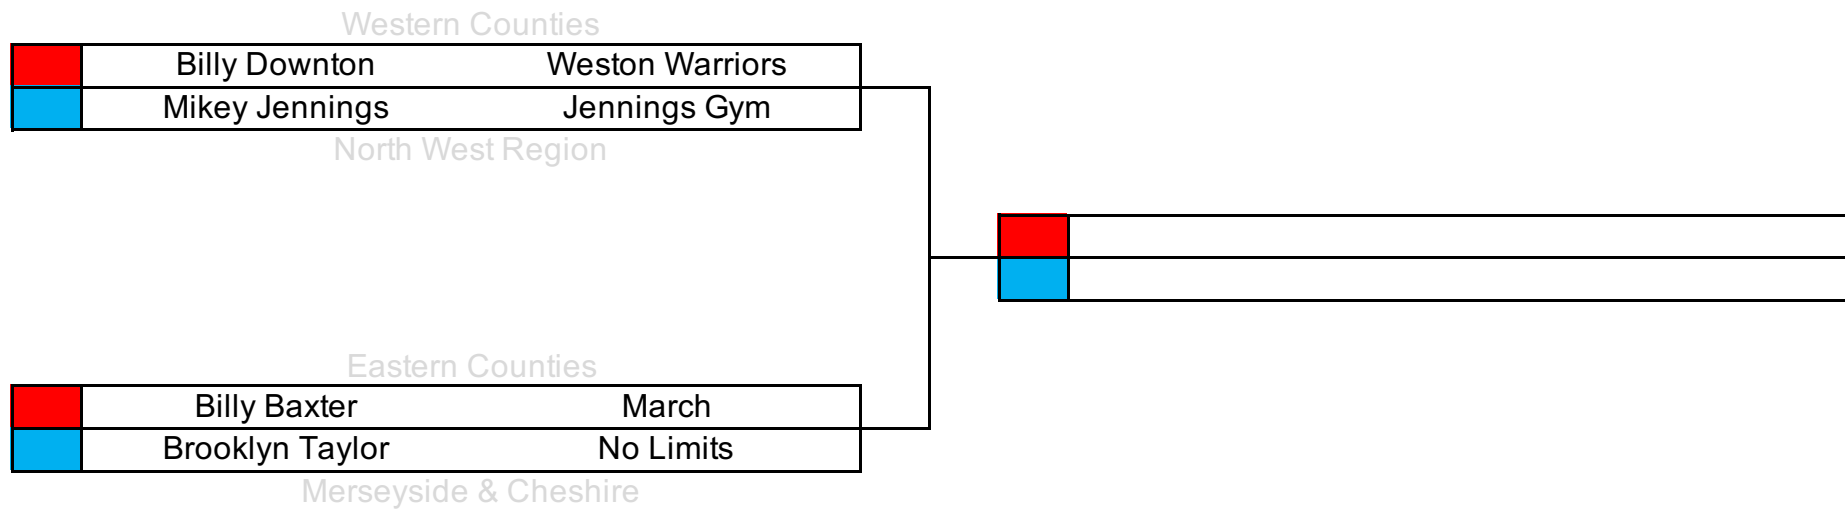 Western Counties
Billy Downton Weston Warriors
Mikey Jennings Jennings Gym
North West Region
Eastern Counties
Billy Baxter March
Brooklyn Taylor No Limits
Merseyside & Cheshire